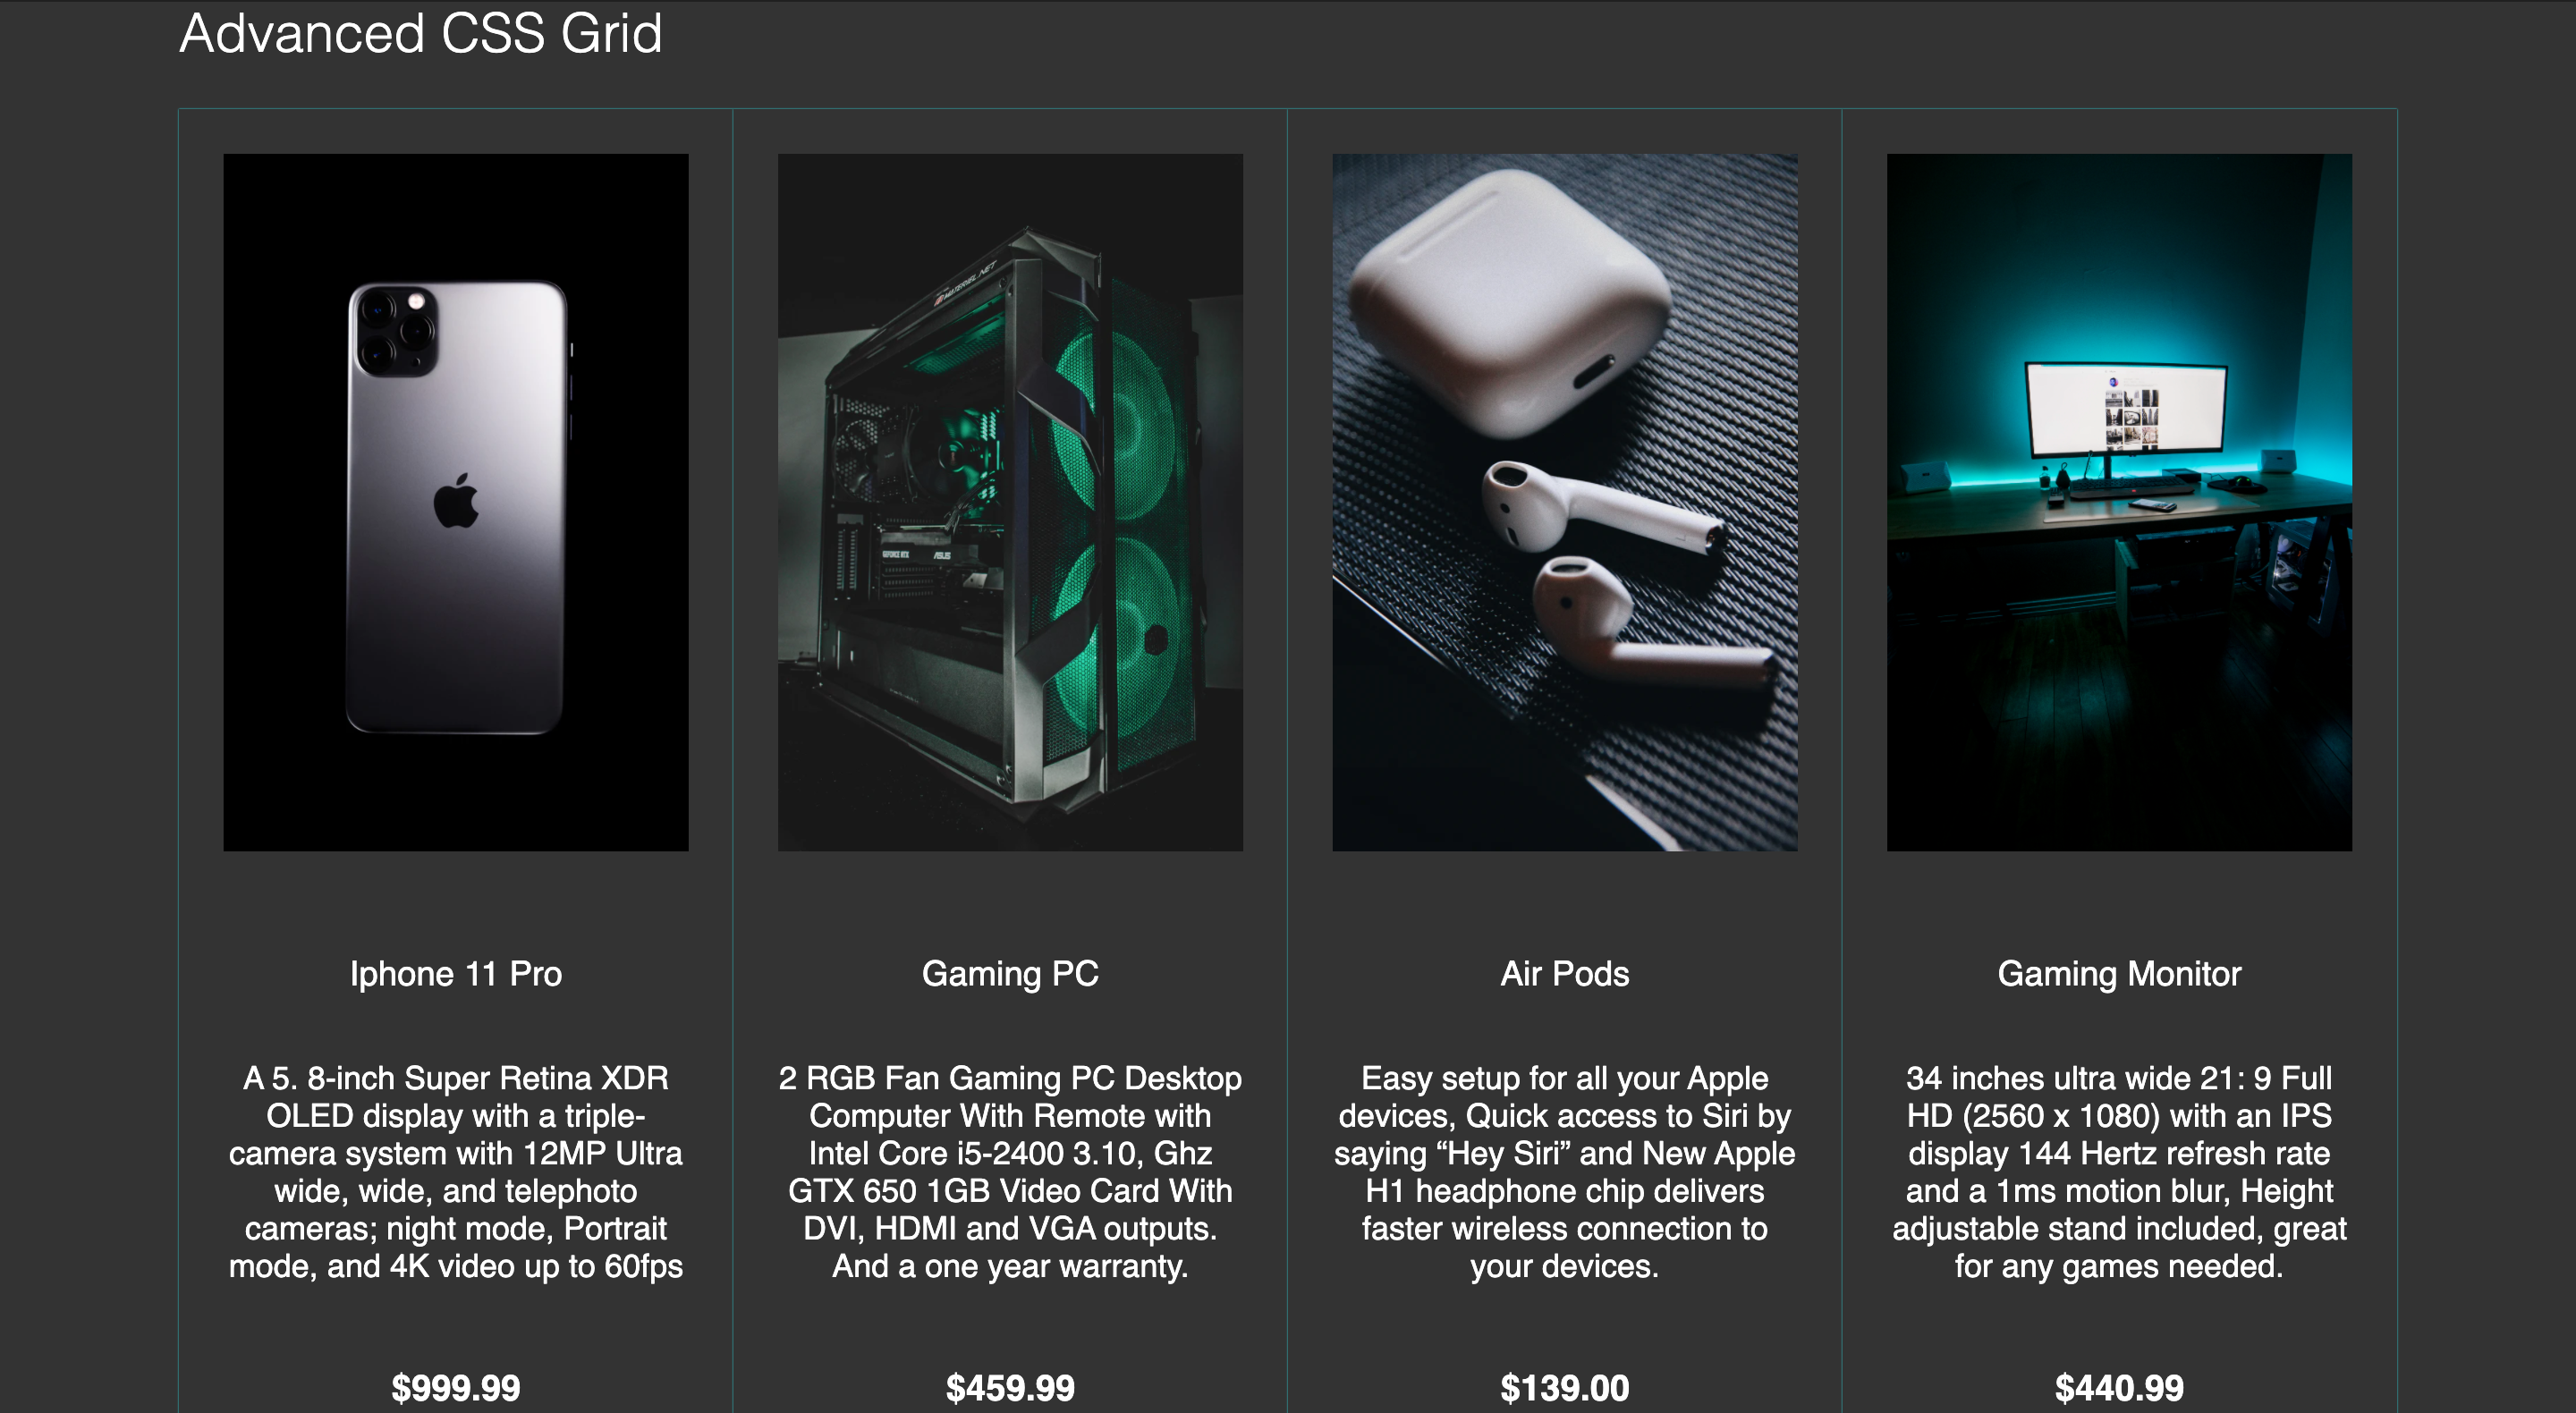 Advanced CSS Grid
MATERIEL.NET
GEFORCE RTX
ASUS
Iphone 11 Pro
A 5. 8-inch Super Retina XDR
OLED display with a triple-
camera system with 12MP Ultra
wide, wide, and telephoto
cameras; night mode, Portrait
mode, and 4K video up to 60fps
$999.99
Gaming PC
2 RGB Fan Gaming PC Desktop
Computer With Remote with
Intel Core i5-2400 3.10, Ghz
GTX 650 1GB Video Card With
DVI, HDMI and VGA outputs.
And a one year warranty.
$459.99
Air Pods
Easy setup for all your Apple
devices, Quick access to Siri by
saying “Hey Siri” and New Apple
H1 headphone chip delivers
faster wireless connection to
your devices.
$139.00
Gaming Monitor
34 inches ultra wide 21: 9 Full
HD (2560 x 1080) with an IPS
display 144 Hertz refresh rate
and a 1ms motion blur, Height
adjustable stand included, great
for any games needed.
$440.99